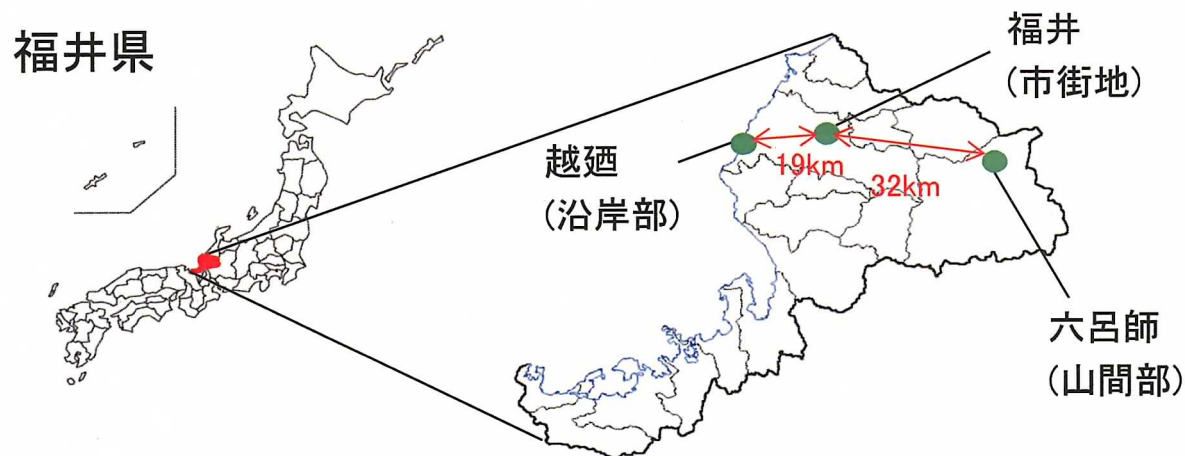 福井県
福井
(市街地)
越廼
(沿岸部)
19km
32km
六呂師
(山間部)